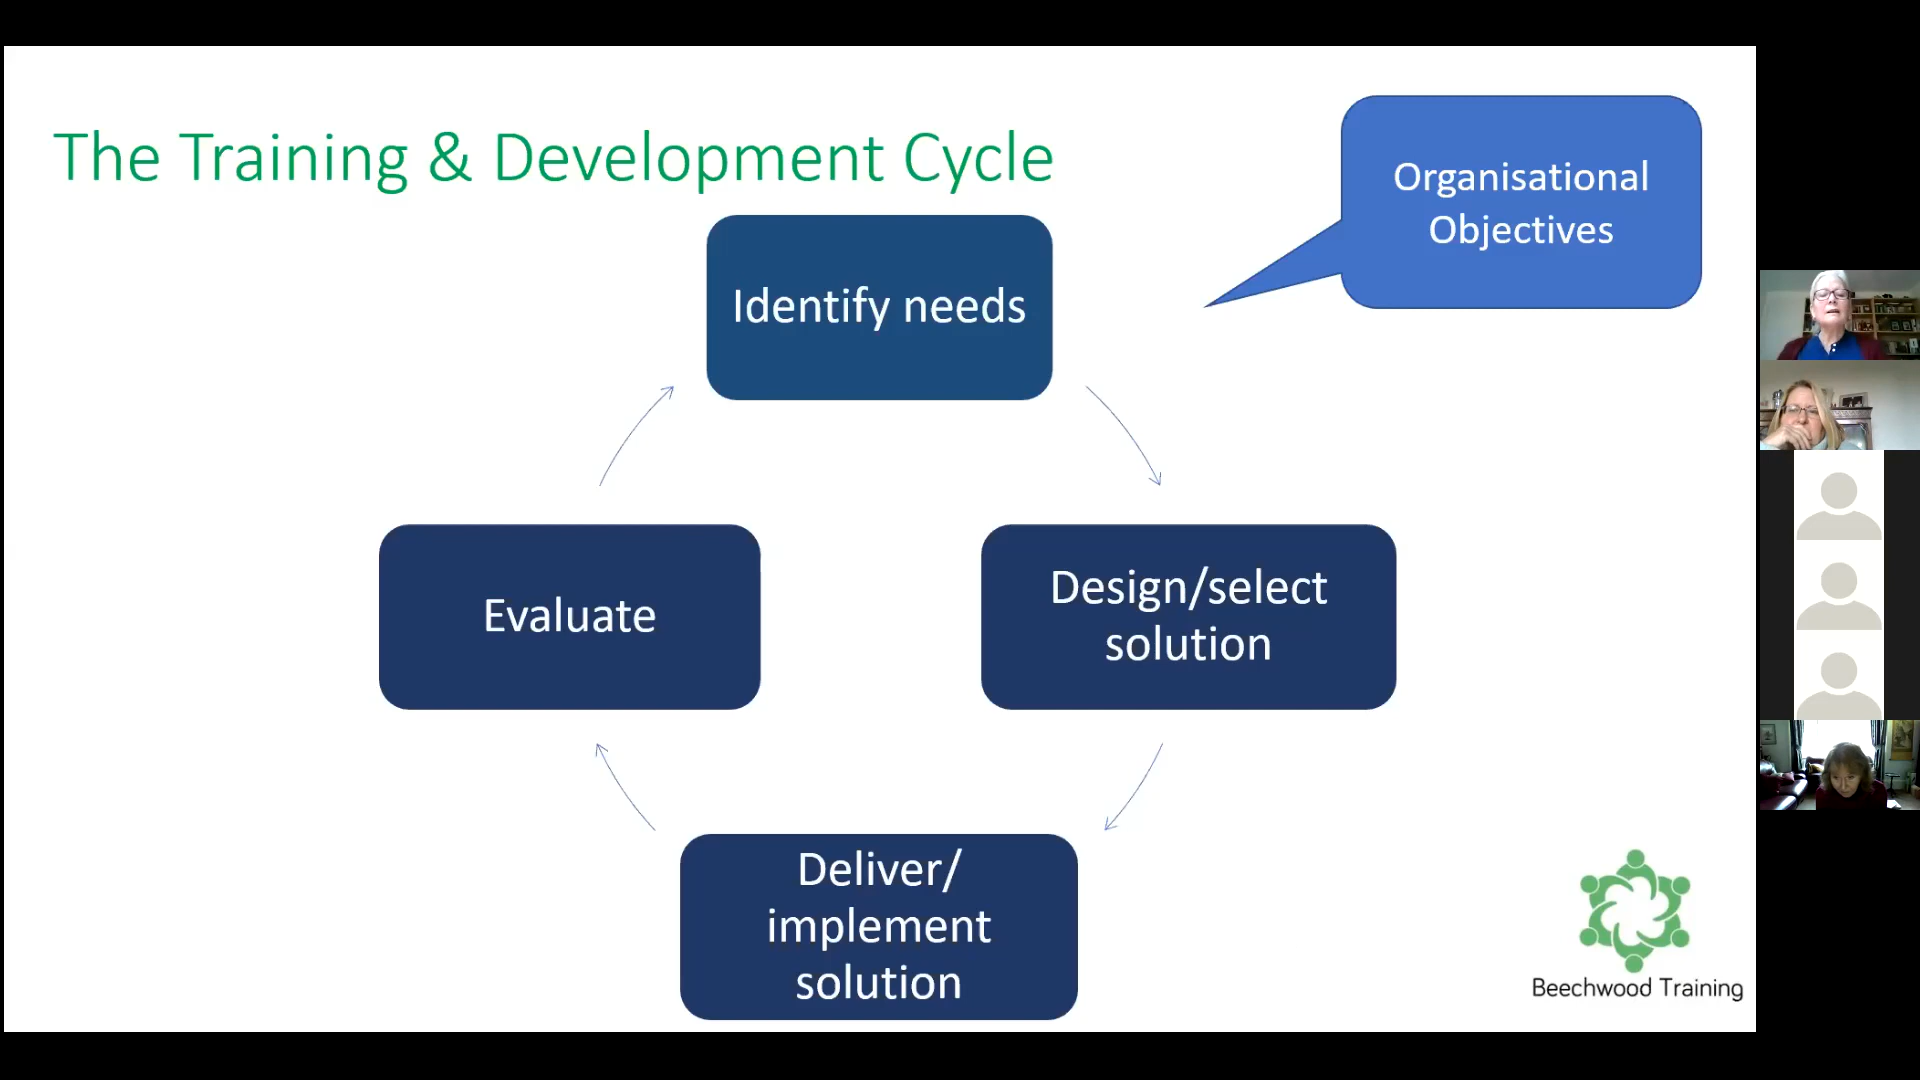 The Training & Development Cycle
Organisational
Objectives
Identify needs
Evaluate
Design/select
solution
Deliver/
implement
solution
Beechwood Training